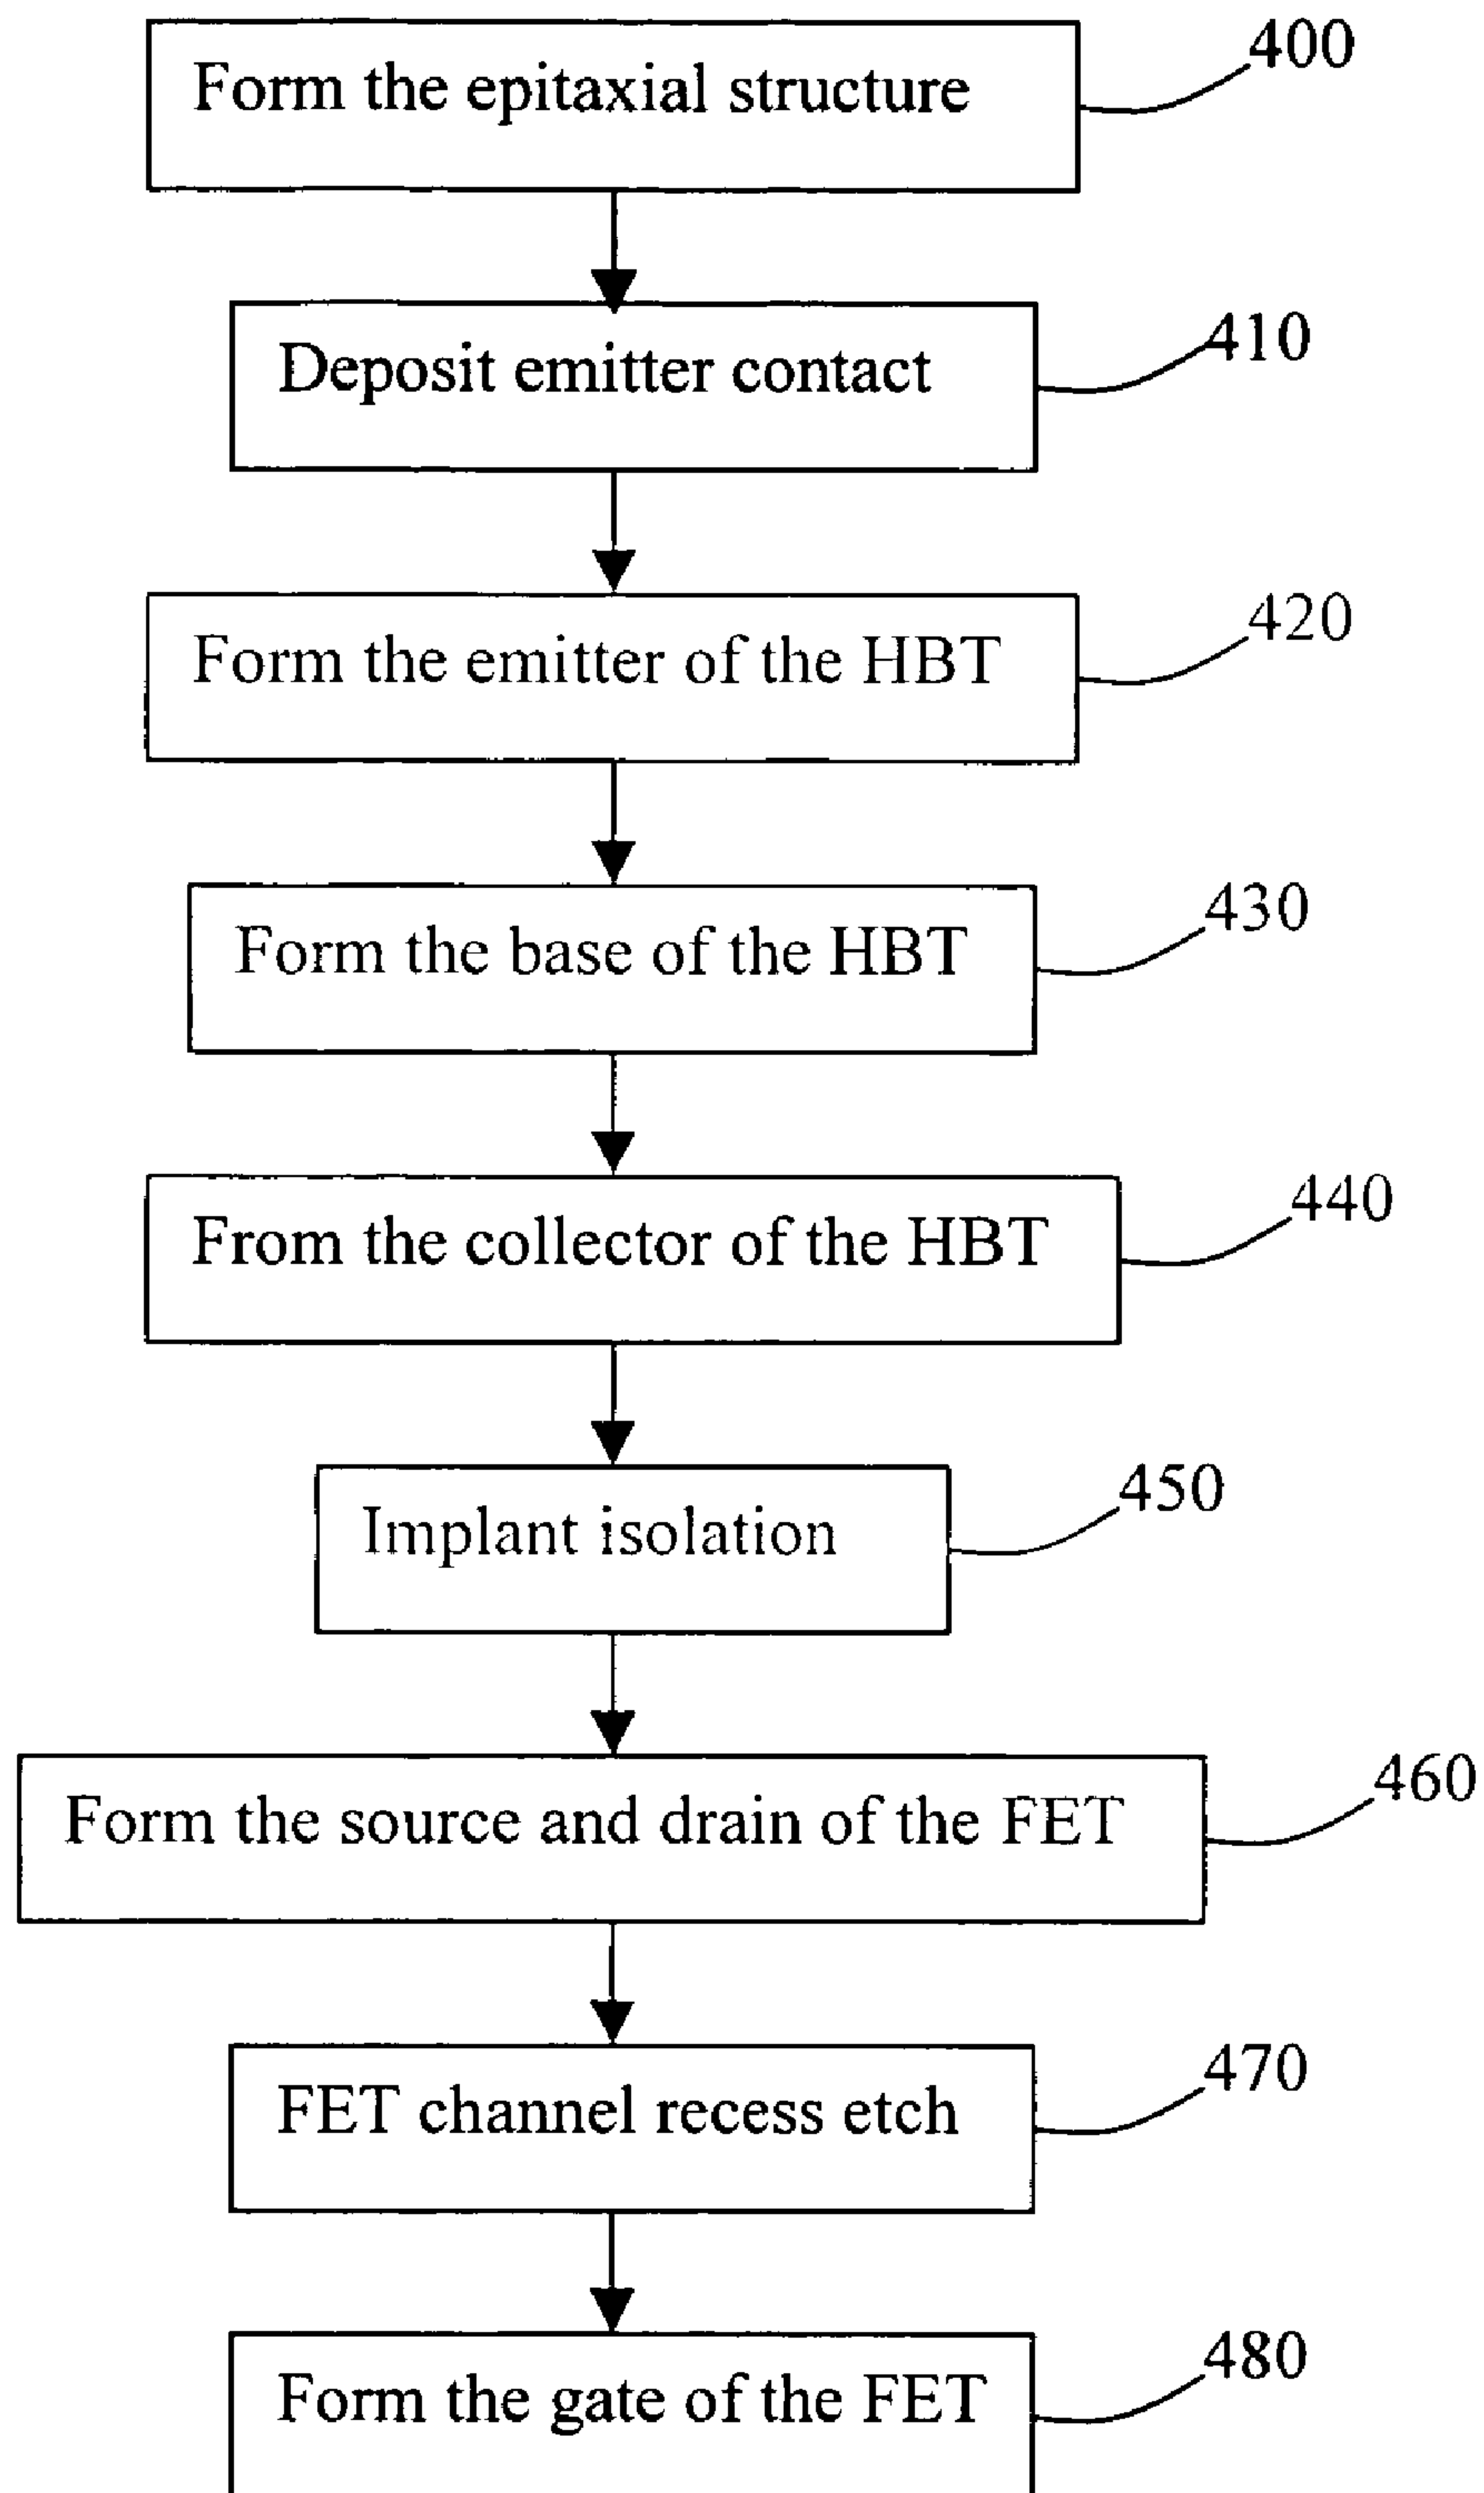 Form the epitaxial structure
400
Deposit emitter contact
410
Form the emitter of the HBT
420
Form the base of the HBT
430
From the collector of the HBT
440
Implant isolation
450
Form the source and drain of the FET
460
FET channel recess etch
470
Form the gate of the FET
480